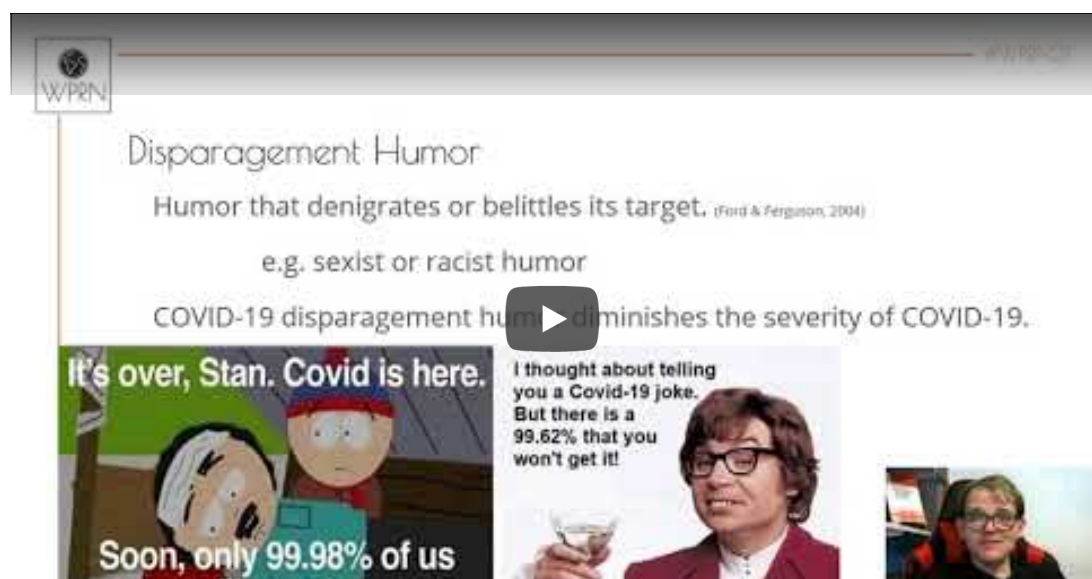 WPRN
Disparagement Humor
Humor that denigrates or belittles its target. (Ford & Ferguson, 2004)
e.g. sexist or racist humor
COVID-19 disparagement humor diminishes the severity of COVID-19.
It's over, Stan. Covid is here.
Soon, only 99.98% of us
I thought about telling
you a Covid-19 joke.
But there is a
99.62% that you
won't get it!